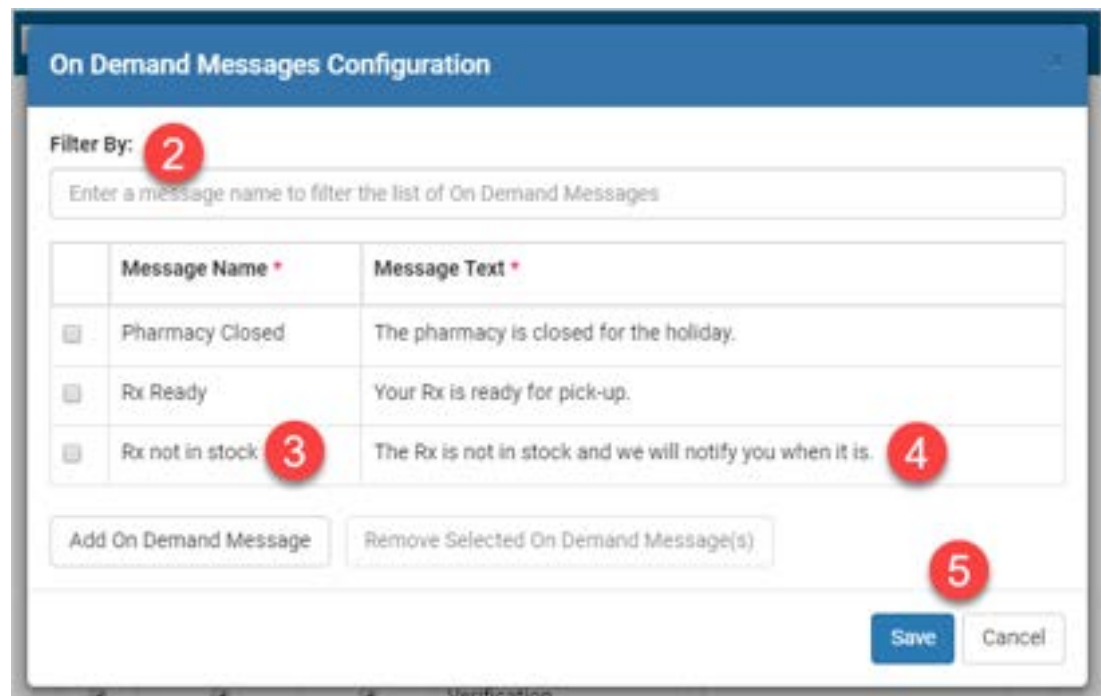 On Demand Messages Configuration
×
Filter By:
2
Enter a message name to filter the list of On Demand Messages
Message Name * Message Text *
Pharmacy Closed The pharmacy is closed for the holiday.
Rx Ready Your Rx is ready for pick-up.
Rx not in stock 3 The Rx is not in stock and we will notify you when it is. 4
Add On Demand Message Remove Selected On Demand Message(s)
5
Save Cancel
Verification